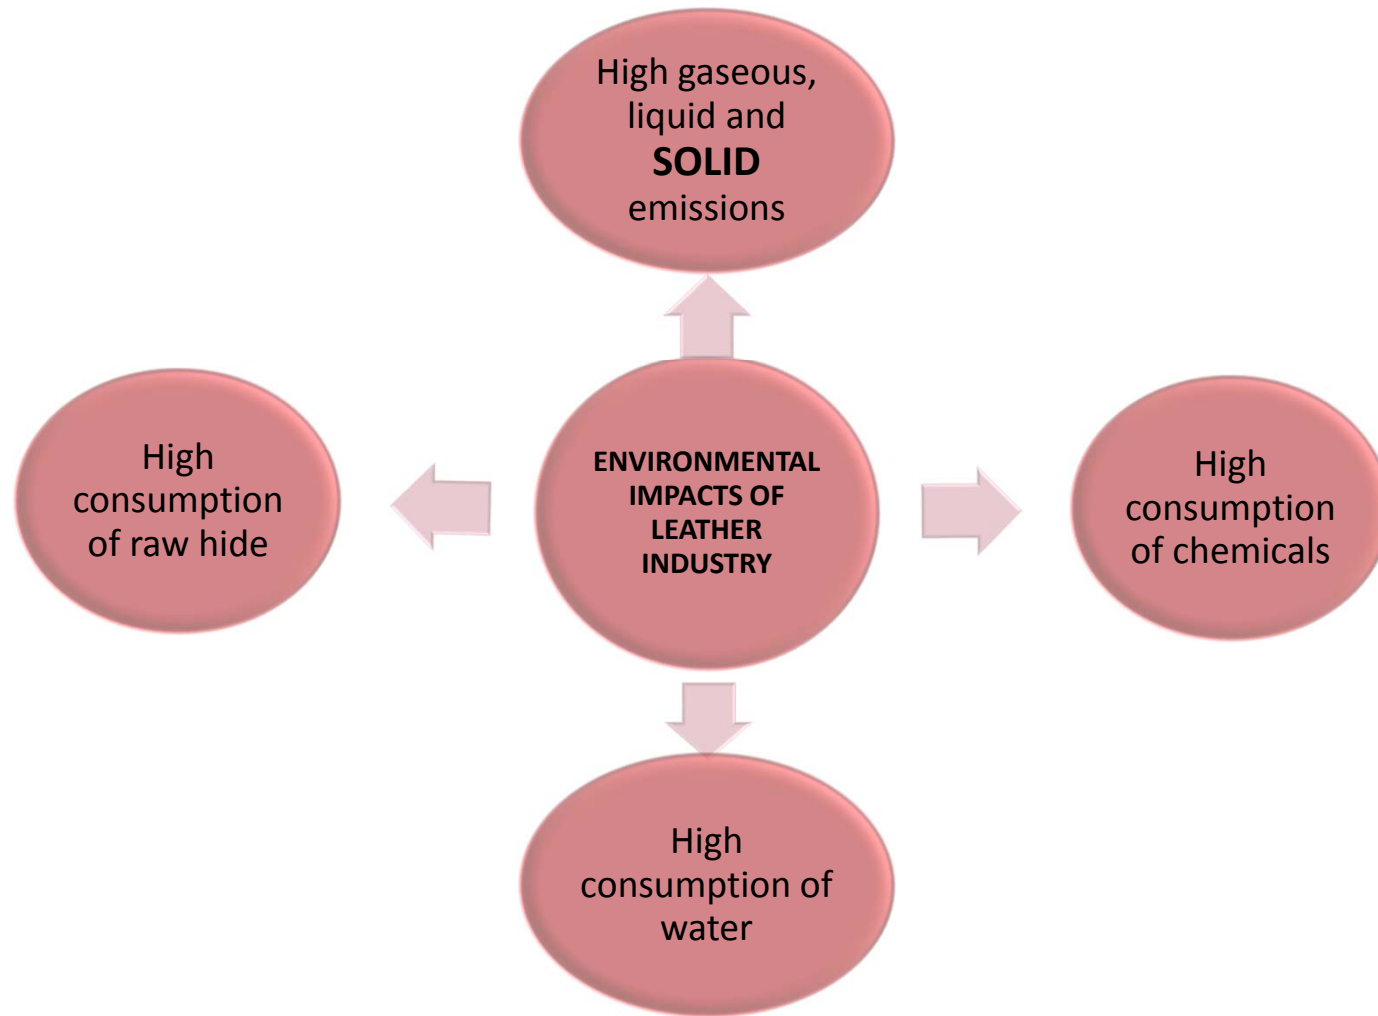 High gaseous,
liquid and
SOLID
emissions
High
consumption
of raw hide
ENVIRONMENTAL
IMPACTS OF
LEATHER
INDUSTRY
High
consumption
of chemicals
High
consumption of
water